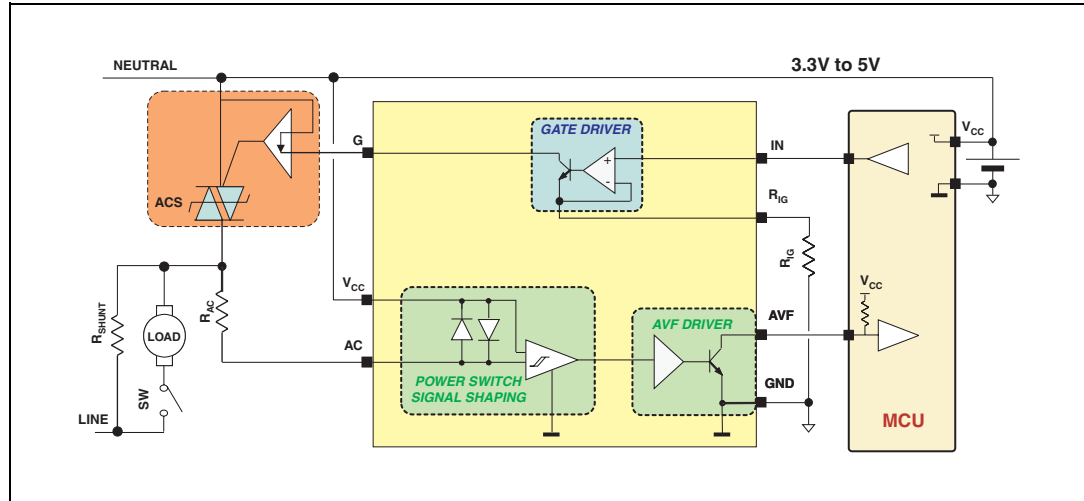 NEUTRAL
3.3V to 5V
ACS
G
GATE DRIVER
+
-
IN
RIG
RIG
VCC
RSHUNT
LOAD
RAC
SW
LINE
VCC
AC
POWER SWITCH
SIGNAL SHAPING
AVF DRIVER
AVF
GND
VCC
MCU